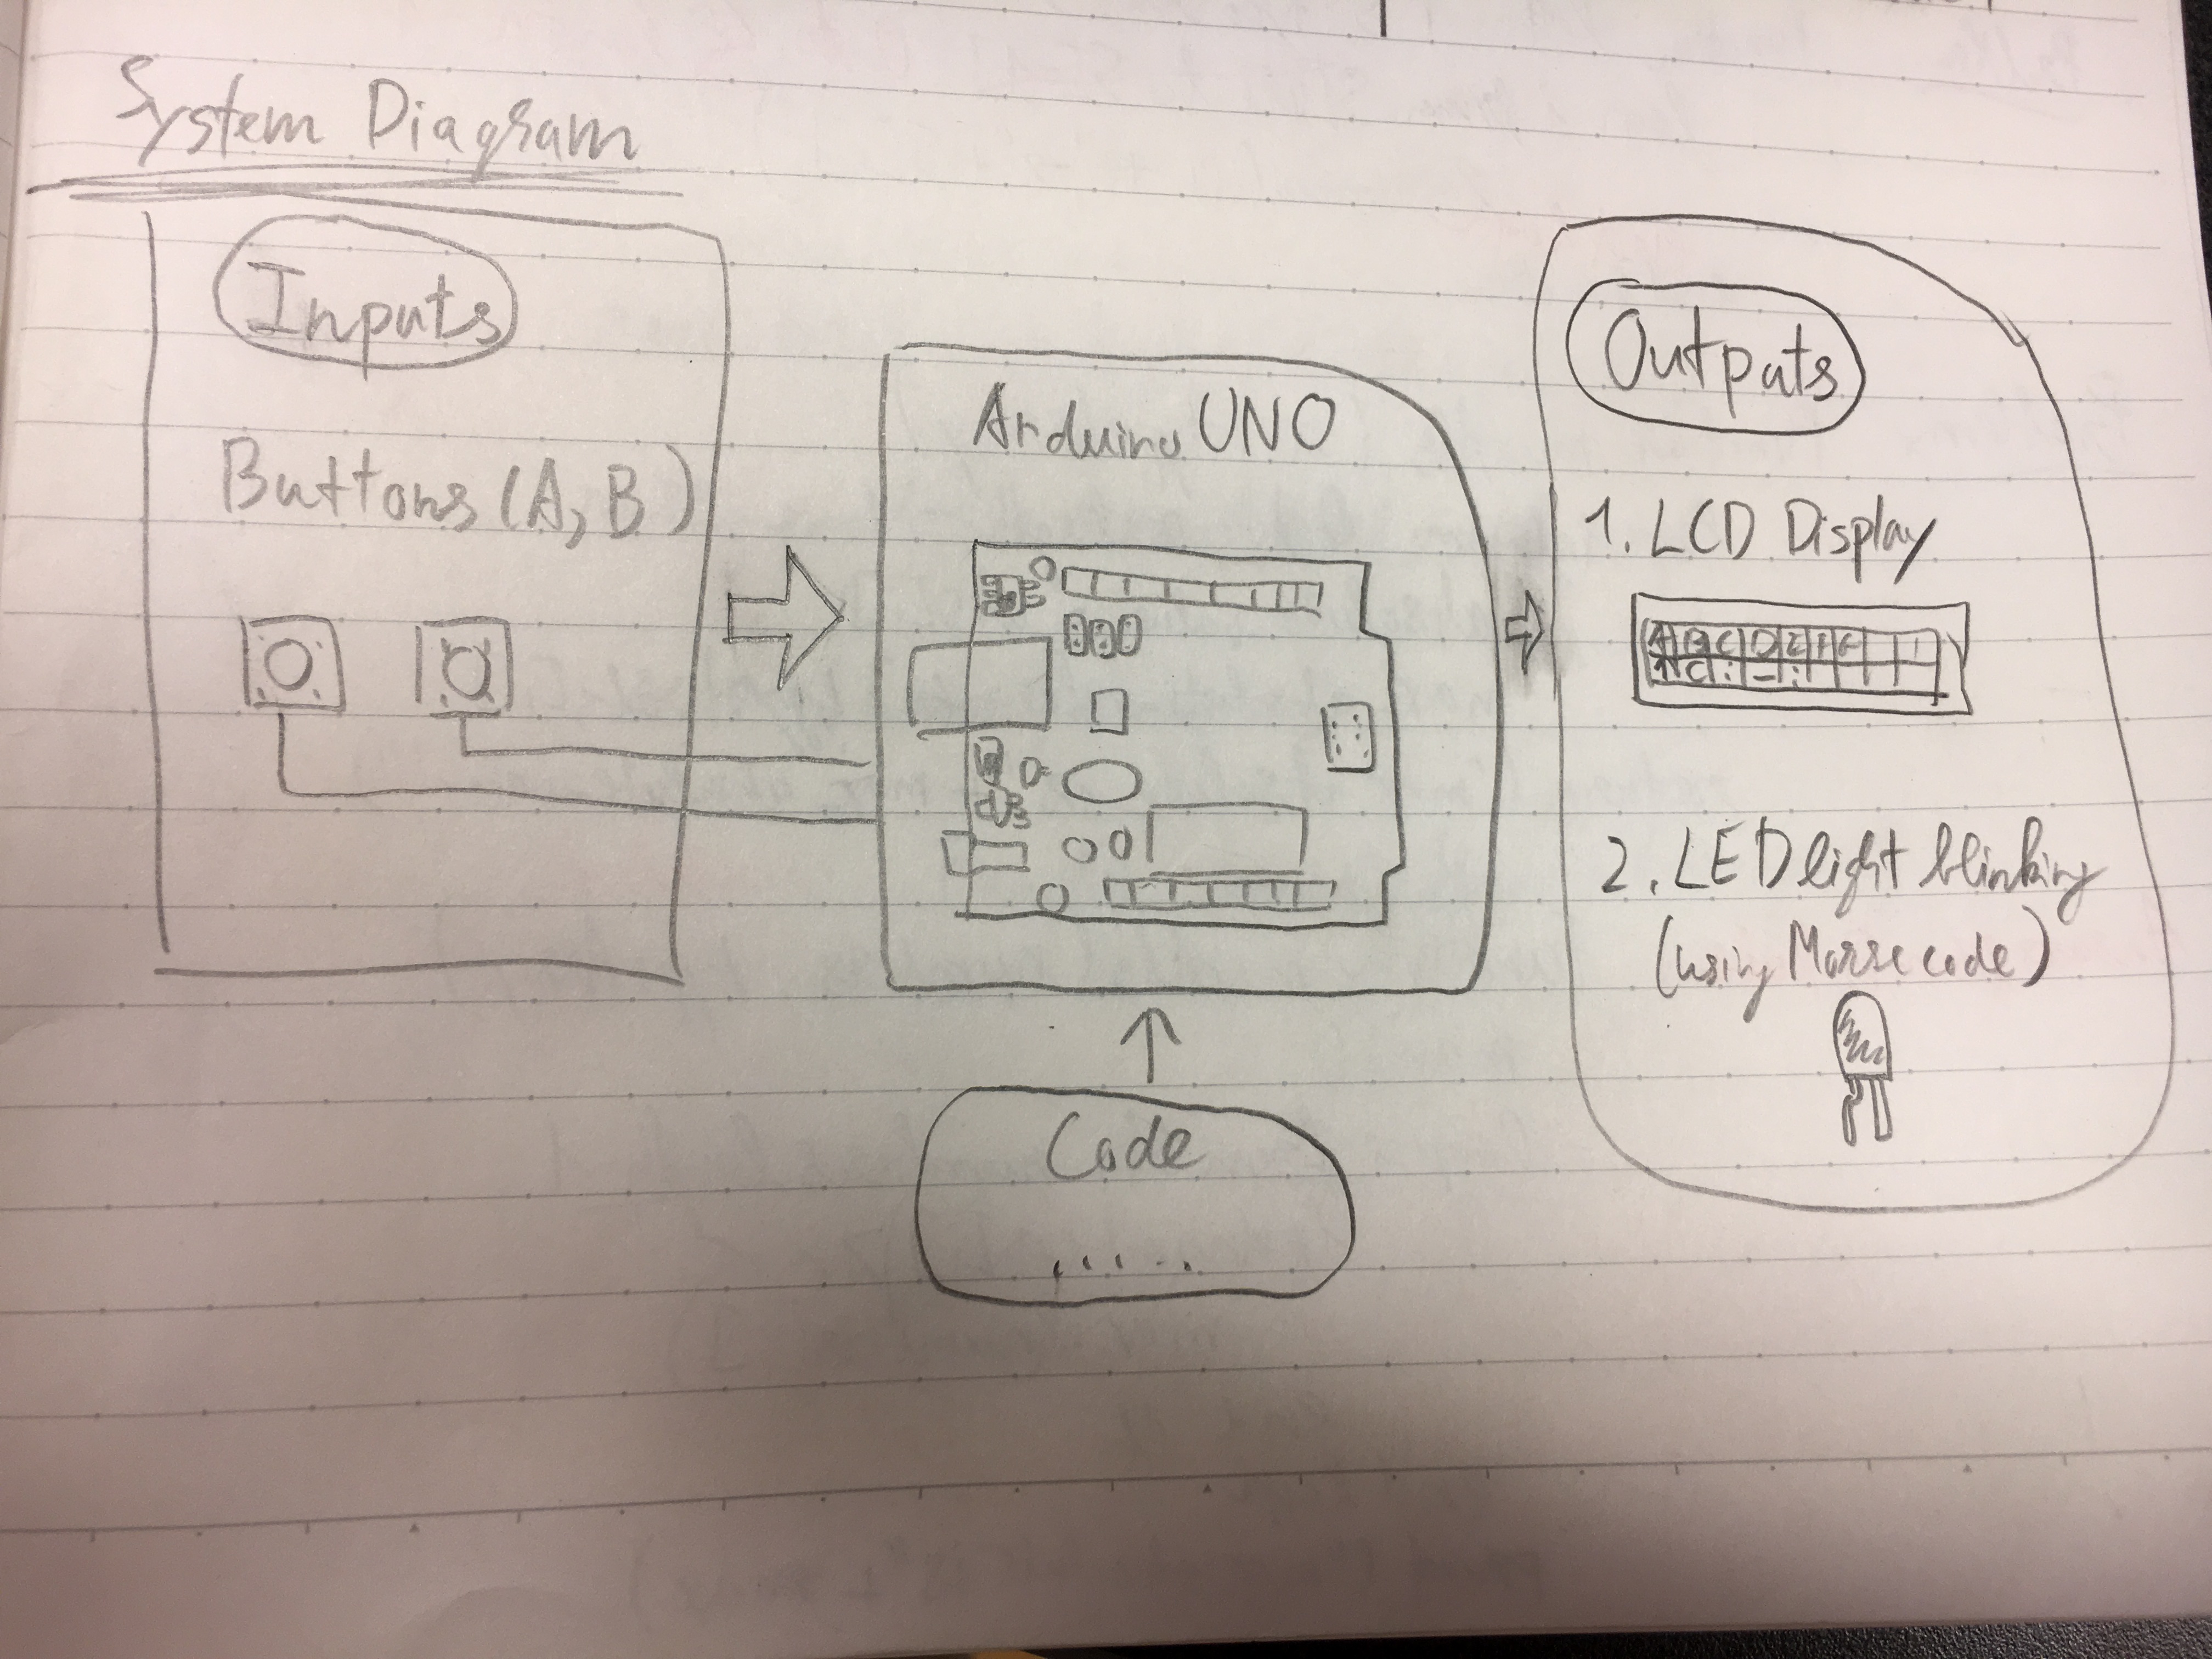 System Diagram
Inputs
Buttons (A, B)
Arduino UNO
Outputs
1. LCD Display
A B C D E F G
2. LED light blinking
(using Morse code)
Code
.....